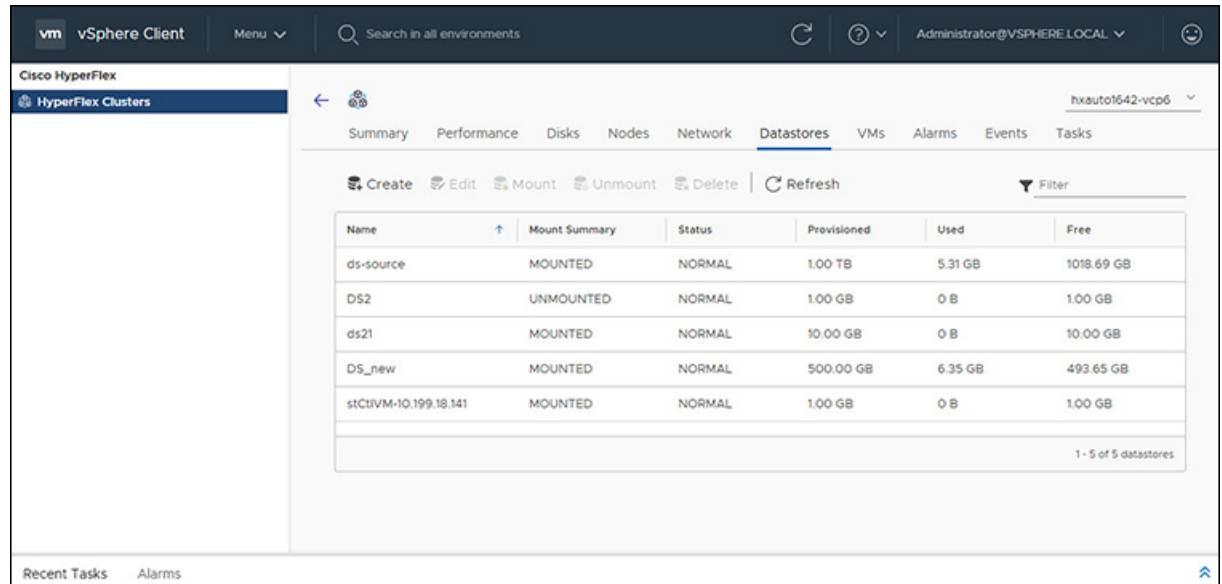 vm vSphere Client Menu Search in all environments Administrator@VSPHERE.LOCAL
Cisco HyperFlex
HyperFlex Clusters
hxauto1642-vcp6
Summary Performance Disks Nodes Network Datastores VMs Alarms Events Tasks
Create Edit Mount Unmount Delete Refresh Filter
Name Mount Summary Status Provisioned Used Free
ds-source MOUNTED NORMAL 1.00 TB 5.31 GB 1018.69 GB
DS2 UNMOUNTED NORMAL 1.00 GB 0 B 1.00 GB
ds21 MOUNTED NORMAL 10.00 GB 0 B 10.00 GB
DS_new MOUNTED NORMAL 500.00 GB 6.35 GB 493.65 GB
stCtlVM-10.199.18.141 MOUNTED NORMAL 1.00 GB 0 B 1.00 GB
1 - 5 of 5 datastores
Recent Tasks Alarms